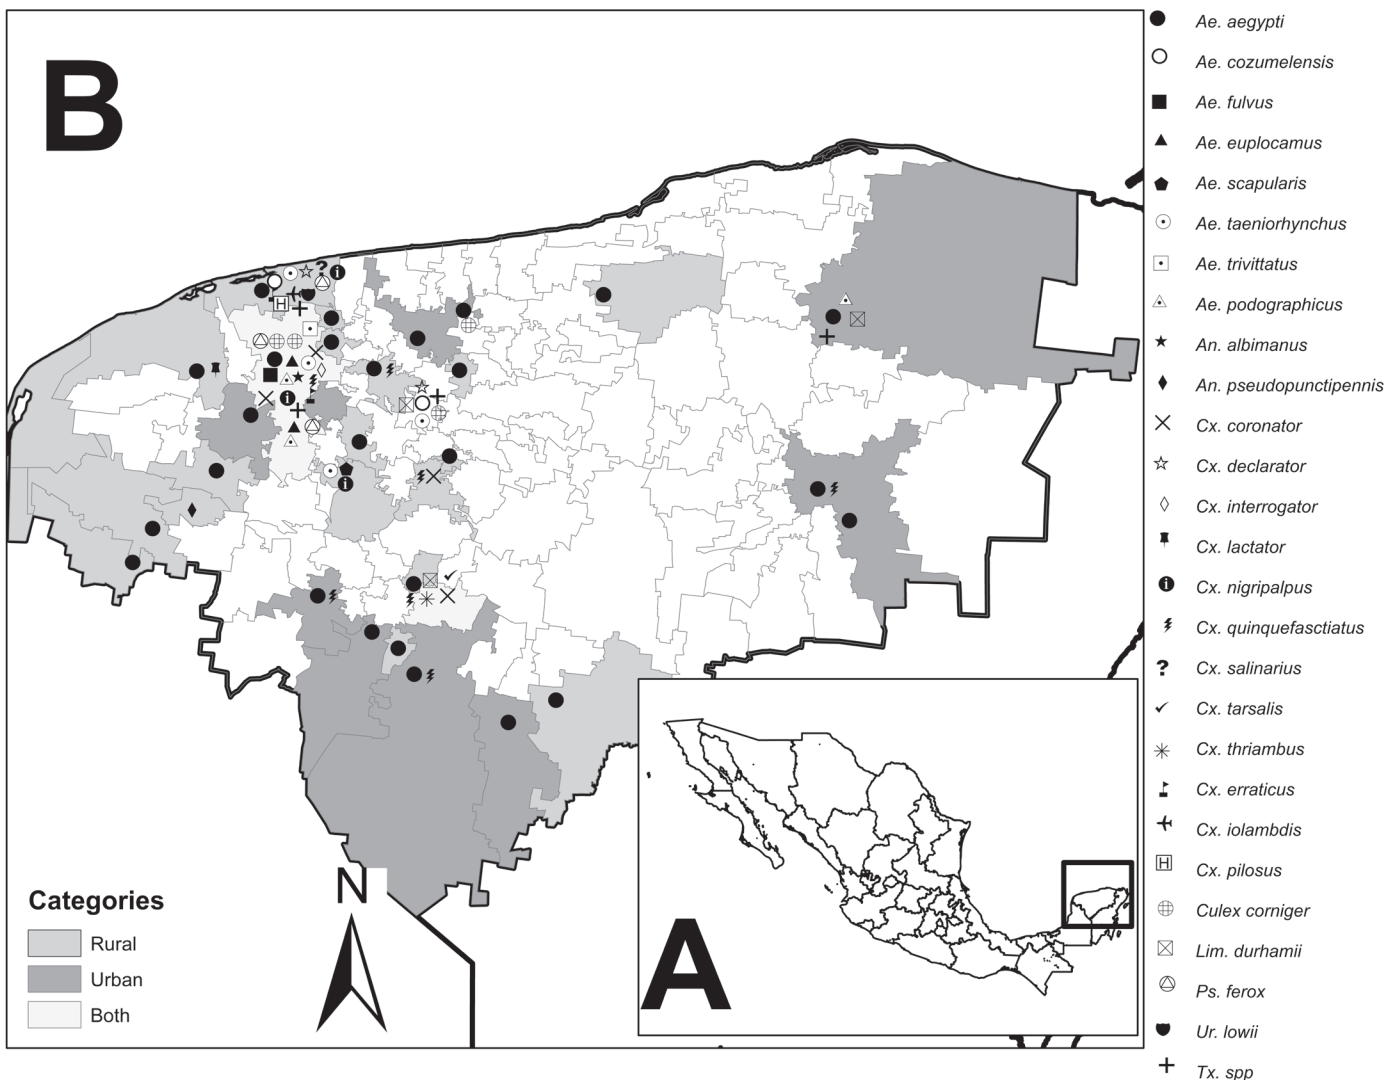 B
Ae. aegypti
Ae. cozumelensis
Ae. fulvus
Ae. euplocamus
Ae. scapularis
Ae. taeniorhynchus
Ae. trivittatus
Ae. podographicus
An. albimanus
An. pseudopunctipennis
Cx. coronator
Cx. declarator
Cx. interrogator
Cx. lactator
Cx. nigripalpus
Cx. quinquefasctiatus
Cx. salinarius
Cx. tarsalis
Cx. thriambus
Cx. erraticus
Cx. iolambdis
Cx. pilosus
Culex corniger
Lim. durhamii
Ps. ferox
Ur. lowii
Tx. spp
Categories
Rural
Urban
Both
N
A